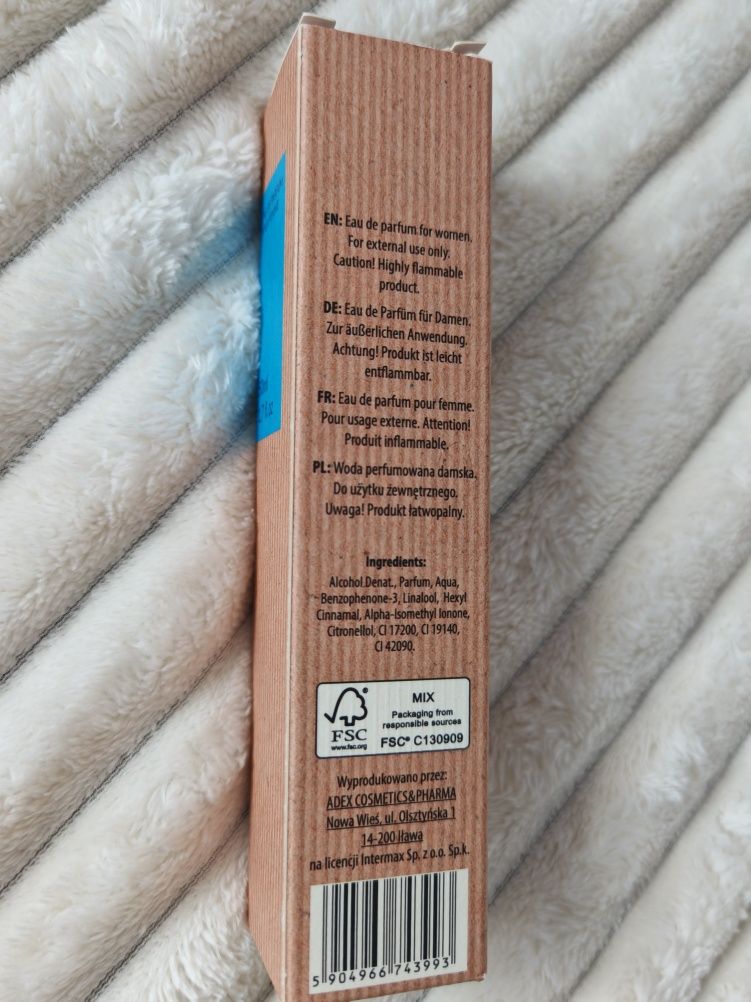 EN: Eau de parfum for women.
For external use only.
Caution! Highly flammable
product.
DE: Eau de Parfüm für Damen.
Zur äußerlichen Anwendung.
Achtung! Produkt ist leicht
entflammbar.
FR: Eau de parfum pour femme.
Pour usage externe. Attention!
Produit inflammable.
PL: Woda perfumowana damska.
Do użytku zewnętrznego.
Uwaga! Produkt łatwopalny.
Ingredients:
Alcohol Denat., Parfum, Aqua,
Benzophenone-3, Linalool, Hexyl
Cinnamal, Alpha-Isomethyl Ionone,
Citronellol, CI 17200, CI 19140,
CI 42090.
FSC®
www.fsc.org
MIX
Packaging from
responsible sources
FSC® C130909
Wyprodukowano przez:
ADEX COSMETICS&PHARMA
Nowa Wieś, ul. Olsztyńska 1
14-200 Iława
na licencji Intermax Sp. z o.o. Sp.k.
5 904966 743993